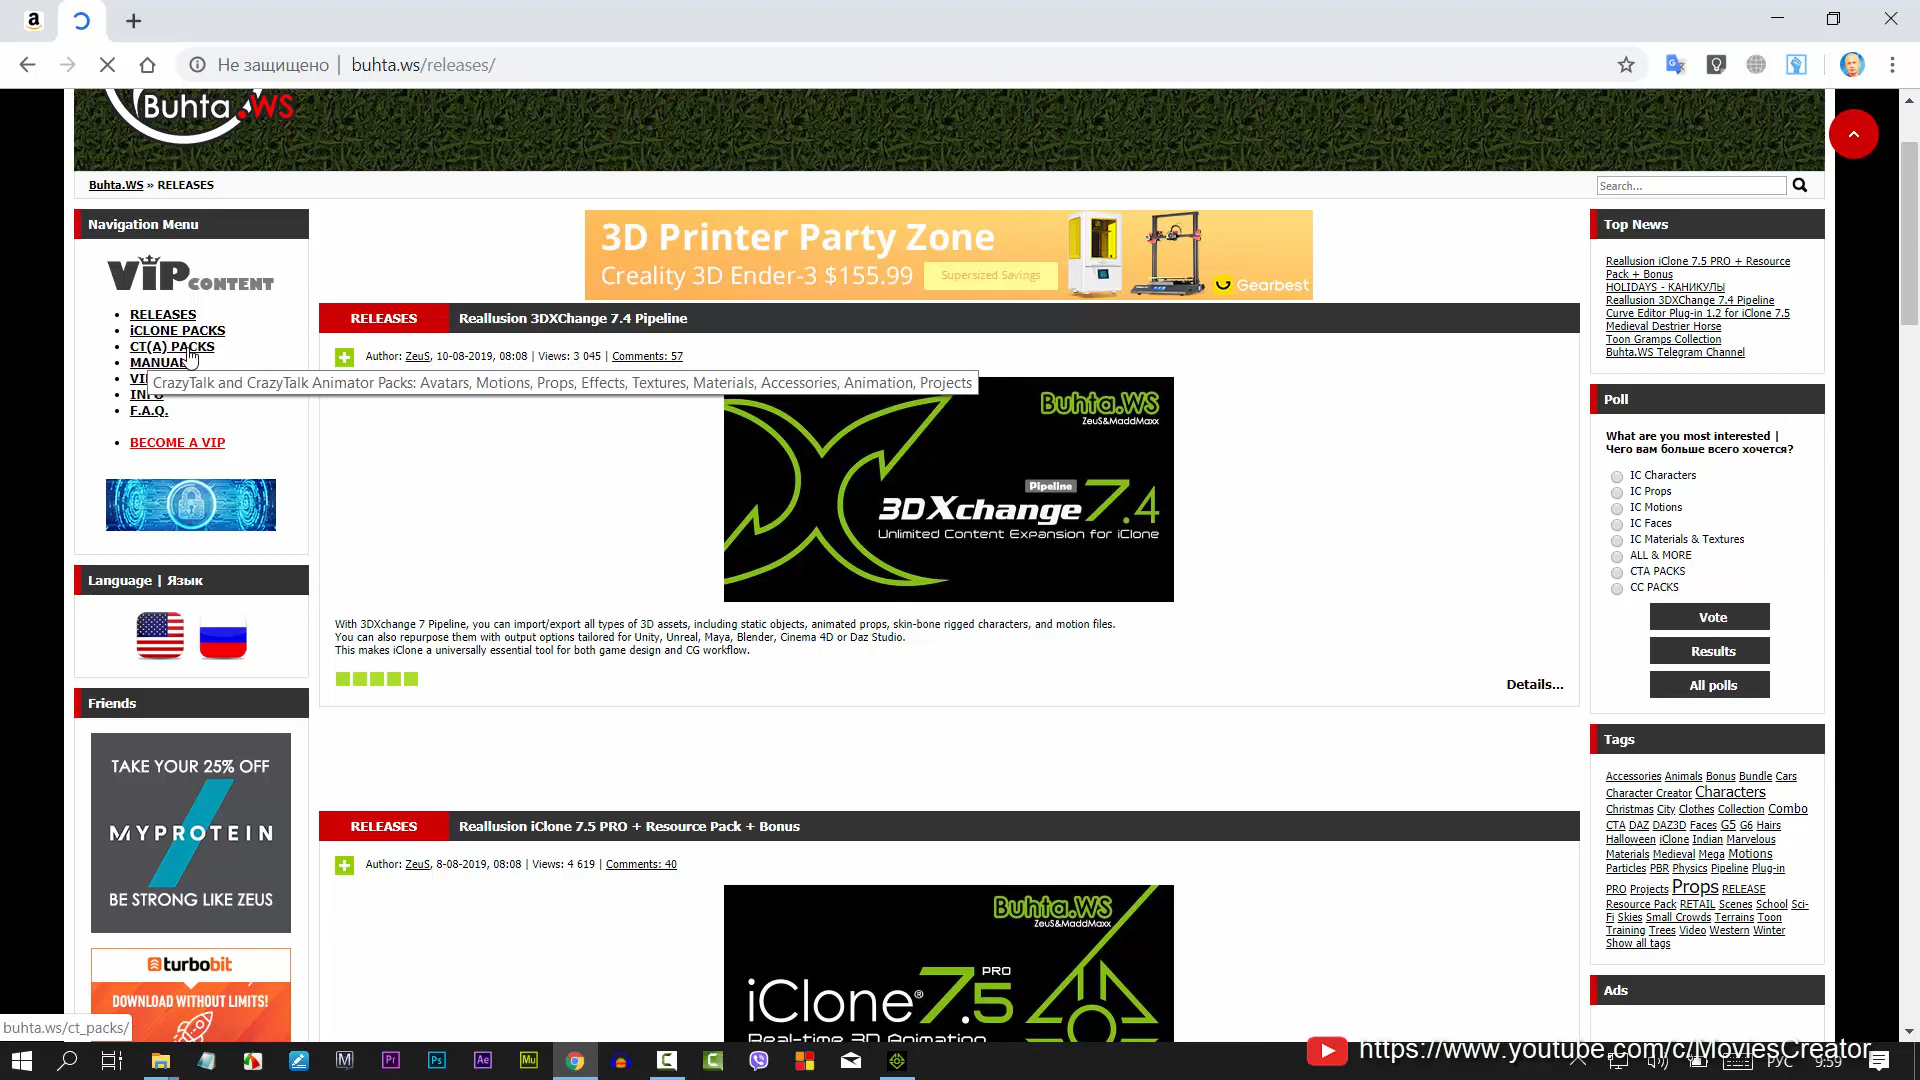 Не защищено | buhta.ws/releases/
Buhta.WS
Buhta.WS » RELEASES
Search...
Navigation Menu
ViP CONTENT
RELEASES
iCLONE PACKS
CT(A) PACKS
MANUAL
VI
INFO
F.A.Q.
BECOME A VIP
CrazyTalk and CrazyTalk Animator Packs: Avatars, Motions, Props, Effects, Textures, Materials, Accessories, Animation, Projects
Language | Язык
Friends
TAKE YOUR 25% OFF
MYPROTEIN
BE STRONG LIKE ZEUS
turbobit
DOWNLOAD WITHOUT LIMITS!
buhta.ws/ct_packs/
3D Printer Party Zone
Creality 3D Ender-3 $155.99
Supersized Savings
Gearbest
RELEASES
Reallusion 3DXChange 7.4 Pipeline
Author: ZeuS, 10-08-2019, 08:08 | Views: 3 045 | Comments: 57
Buhta.WS
ZeuS&MaddMaxx
Pipeline
3DXchange 7.4
Unlimited Content Expansion for iClone
With 3DXchange 7 Pipeline, you can import/export all types of 3D assets, including static objects, animated props, skin-bone rigged characters, and motion files.
You can also repurpose them with output options tailored for Unity, Unreal, Maya, Blender, Cinema 4D or Daz Studio.
This makes iClone a universally essential tool for both game design and CG workflow.
Details...
RELEASES
Reallusion iClone 7.5 PRO + Resource Pack + Bonus
Author: ZeuS, 8-08-2019, 08:08 | Views: 4 619 | Comments: 40
Buhta.WS
ZeuS&MaddMaxx
iClone® 7.5 PRO
Real-time 3D Animation
Top News
Reallusion iClone 7.5 PRO + Resource
Pack + Bonus
HOLIDAYS - КАНИКУЛЫ
Reallusion 3DXChange 7.4 Pipeline
Curve Editor Plug-in 1.2 for iClone 7.5
Medieval Destrier Horse
Toon Gramps Collection
Buhta.WS Telegram Channel
Poll
What are you most interested |
Чего вам больше всего хочется?
IC Characters
IC Props
IC Motions
IC Faces
IC Materials & Textures
ALL & MORE
CTA PACKS
CC PACKS
Vote
Results
All polls
Tags
Accessories Animals Bonus Bundle Cars
Character Creator Characters
Christmas City Clothes Collection Combo
CTA DAZ DAZ3D Faces G5 G6 Hairs
Halloween iClone Indian Marvelous
Materials Medieval Mega Motions
Particles PBR Physics Pipeline Plug-in
PRO Projects Props RELEASE
Resource Pack RETAIL Scenes School Sci-
Fi Skies Small Crowds Terrains Toon
Training Trees Video Western Winter
Show all tags
Ads
https://www.youtube.com/c/MoviesCreator
РУС
9:59